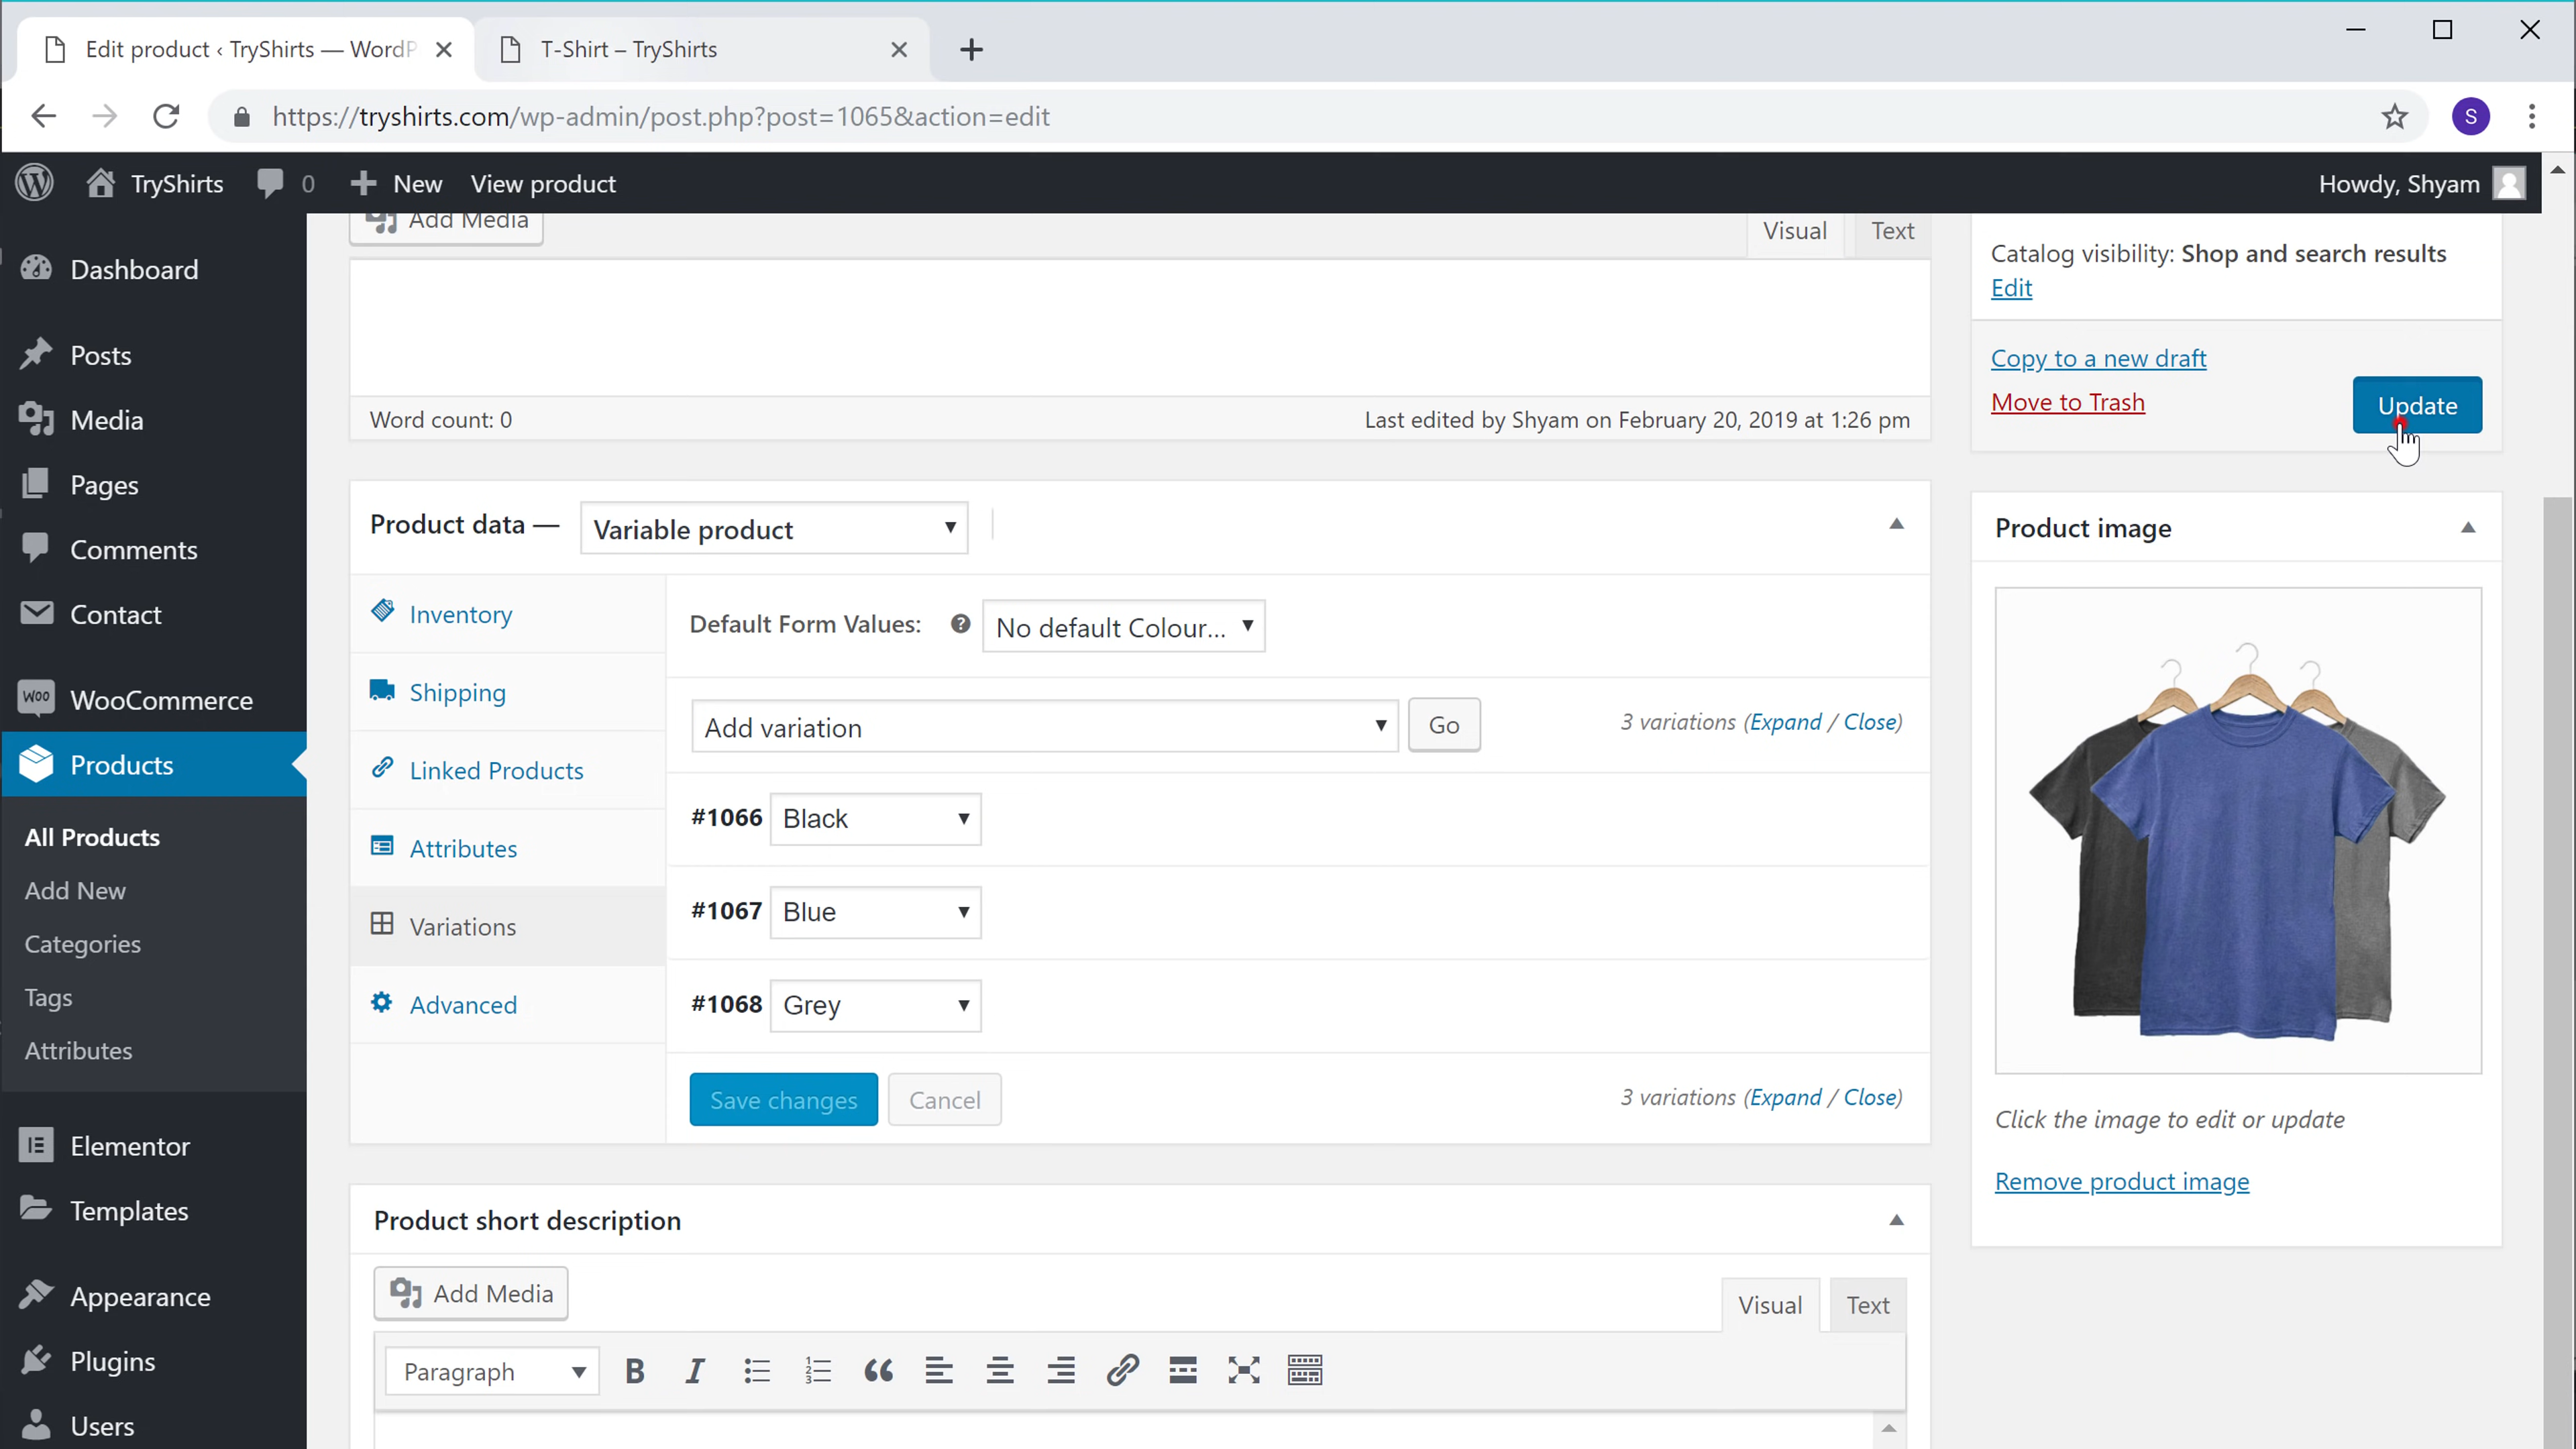 Edit product ‹ TryShirts — WordP
T-Shirt – TryShirts
https://tryshirts.com/wp-admin/post.php?post=1065&action=edit
S
TryShirts
0
New
View product
Howdy, Shyam
Dashboard
Posts
Media
Pages
Comments
Contact
Woo
WooCommerce
Products
All Products
Add New
Categories
Tags
Attributes
Elementor
Templates
Appearance
Plugins
Users
Add Media
Visual
Text
Word count: 0
Last edited by Shyam on February 20, 2019 at 1:26 pm
Product data —
Variable product
Inventory
Shipping
Linked Products
Attributes
Variations
Advanced
Default Form Values:
No default Colour...
Add variation
Go
3 variations (Expand / Close)
#1066
Black
#1067
Blue
#1068
Grey
Save changes
Cancel
3 variations (Expand / Close)
Product short description
Add Media
Visual
Text
Paragraph
Catalog visibility: Shop and search results
Edit
Copy to a new draft
Move to Trash
Update
Product image
Click the image to edit or update
Remove product image